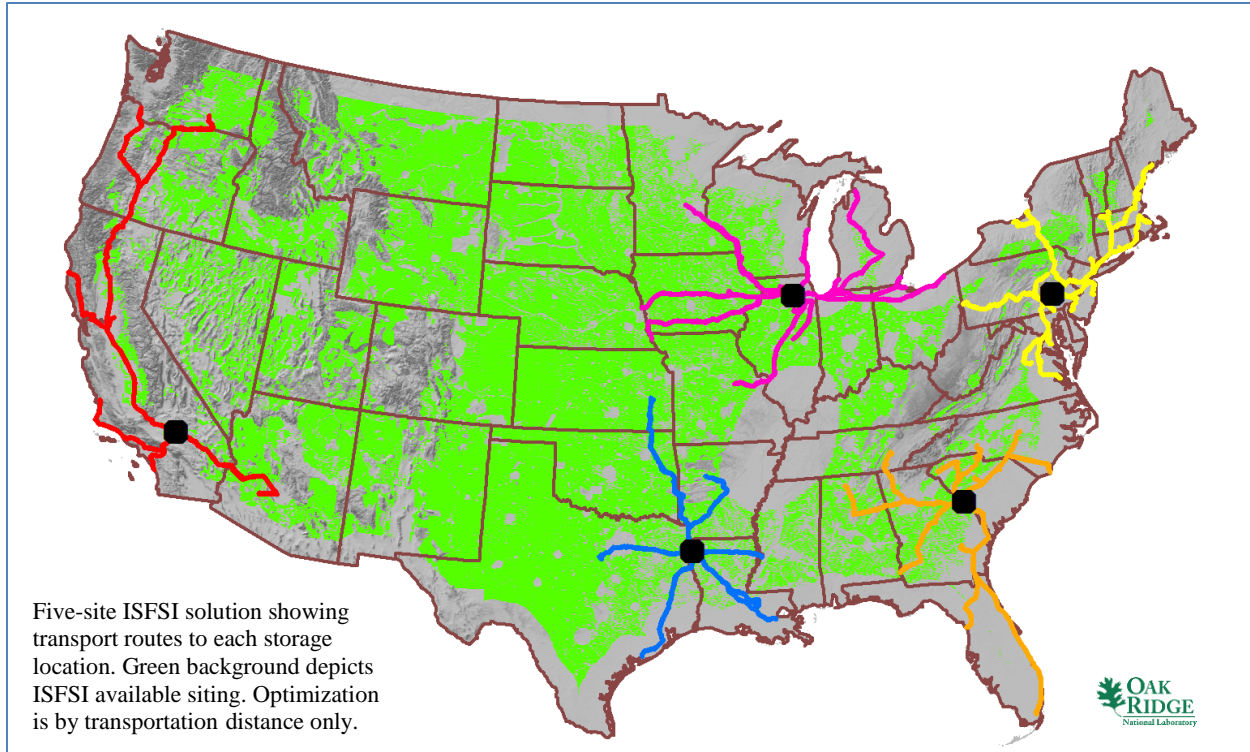 Five-site ISFSI solution showing
transport routes to each storage
location. Green background depicts
ISFSI available siting. Optimization
is by transportation distance only.
OAK
RIDGE
National Laboratory